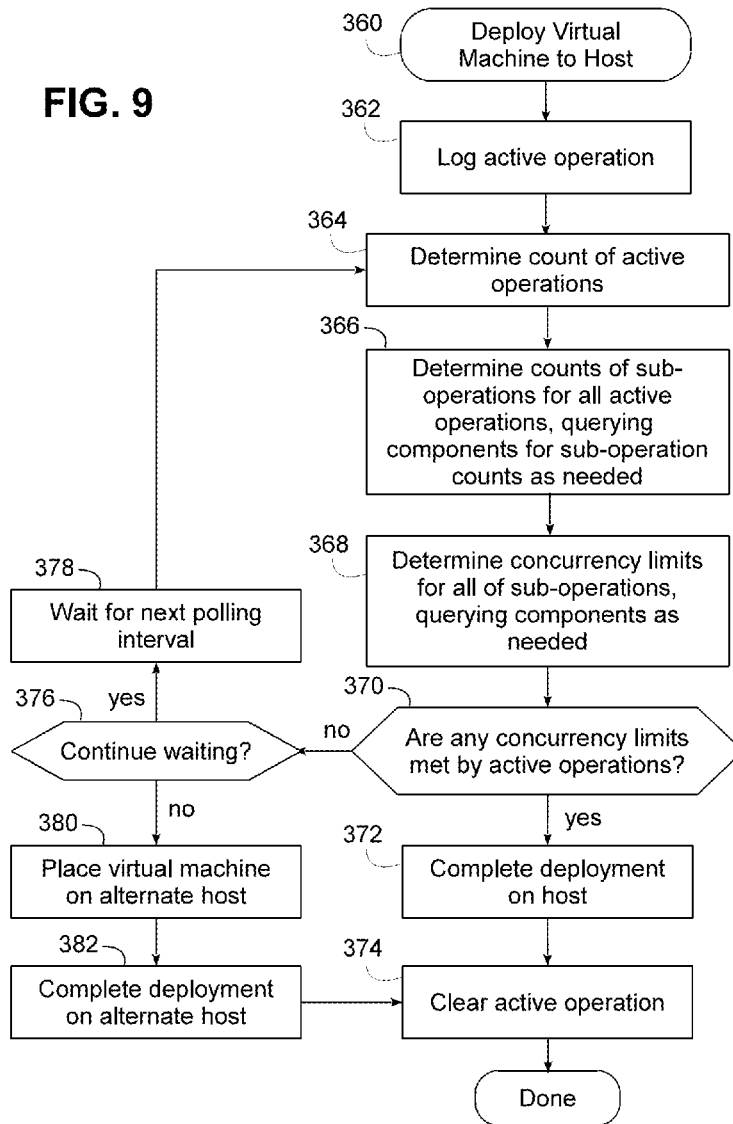 FIG. 9
360
Deploy Virtual
Machine to Host
362
Log active operation
364
Determine count of active
operations
366
Determine counts of sub-
operations for all active
operations, querying
components for sub-operation
counts as needed
368
Determine concurrency limits
for all of sub-operations,
querying components as
needed
378
Wait for next polling
interval
370
Are any concurrency limits
met by active operations?
no
yes
376
Continue waiting?
yes
no
380
Place virtual machine
on alternate host
372
Complete deployment
on host
382
Complete deployment
on alternate host
374
Clear active operation
Done